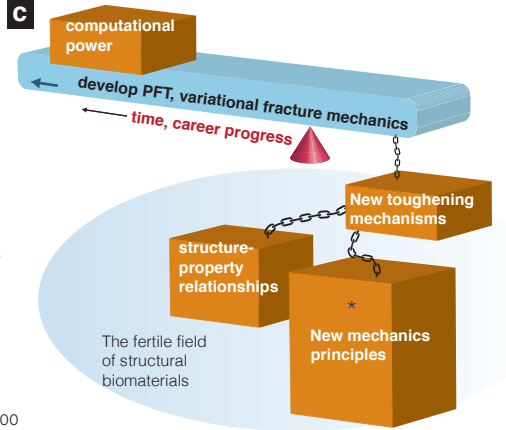 c
computational
power
develop PFT, variational fracture mechanics
time, career progress
New toughening
mechanisms
structure-
property
relationships
*
New mechanics
principles
The fertile field
of structural
biomaterials
00